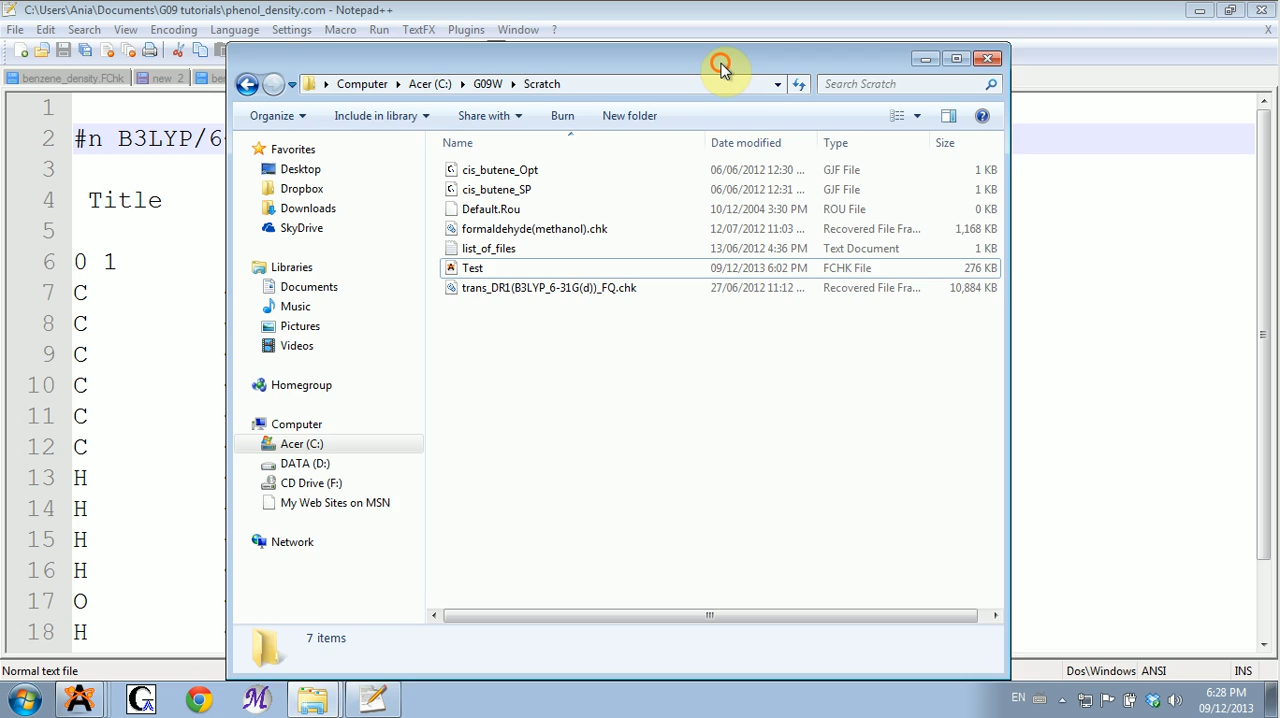 C:\Users\Ania\Documents\G09 tutorials\phenol_density.com - Notepad++
File Edit Search View Encoding Language Settings Macro Run TextFX Plugins Window ? X
benzene_density.FChk new 2
Computer Acer (C:) G09W Scratch Search Scratch
Organize Include in library Share with Burn New folder
Name Date modified Type Size
cis_butene_Opt 06/06/2012 12:30 ... GJF File 1 KB
cis_butene_SP 06/06/2012 12:31 ... GJF File 1 KB
Default.Rou 10/12/2004 3:30 PM ROU File 0 KB
formaldehyde(methanol).chk 12/07/2012 11:03 ... Recovered File Fra... 1,168 KB
list_of_files 13/06/2012 4:36 PM Text Document 1 KB
Test 09/12/2013 6:02 PM FCHK File 276 KB
trans_DR1(B3LYP_6-31G(d))_FQ.chk 27/06/2012 11:12 ... Recovered File Fra... 10,884 KB
Favorites
Desktop
Dropbox
Downloads
SkyDrive
Libraries
Documents
Music
Pictures
Videos
Homegroup
Computer
Acer (C:)
DATA (D:)
CD Drive (F:)
My Web Sites on MSN
Network
7 items
1
2 #n B3LYP/6
3
4 Title
5
6 0 1
7 C
8 C
9 C
10 C
11 C
12 C
13 H
14 H
15 H
16 H
17 O
18 H
Normal text file Dos\Windows ANSI INS
EN 6:28 PM
09/12/2013